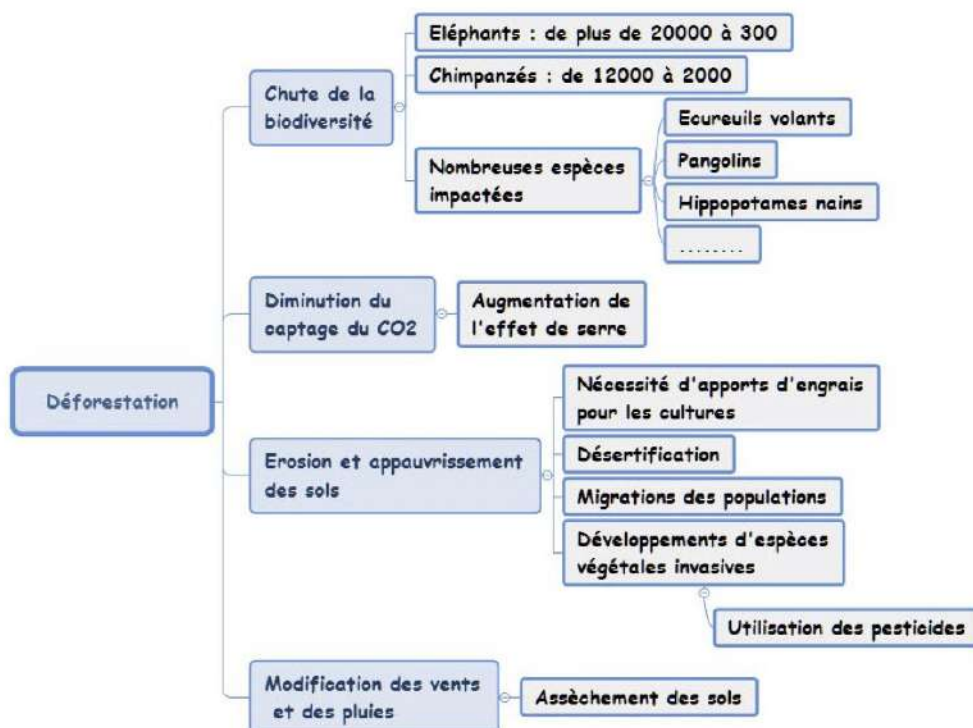 Déforestation
Chute de la
biodiversité
Eléphants : de plus de 20000 à 300
Chimpanzés : de 12000 à 2000
Nombreuses espèces
impactées
Ecureuils volants
Pangolins
Hippopotames nains
........
Diminution du
captage du CO2
Augmentation de
l'effet de serre
Erosion et appauvrissement
des sols
Nécessité d'apports d'engrais
pour les cultures
Désertification
Migrations des populations
Développements d'espèces
végétales invasives
Utilisation des pesticides
Modification des vents
et des pluies
Assèchement des sols